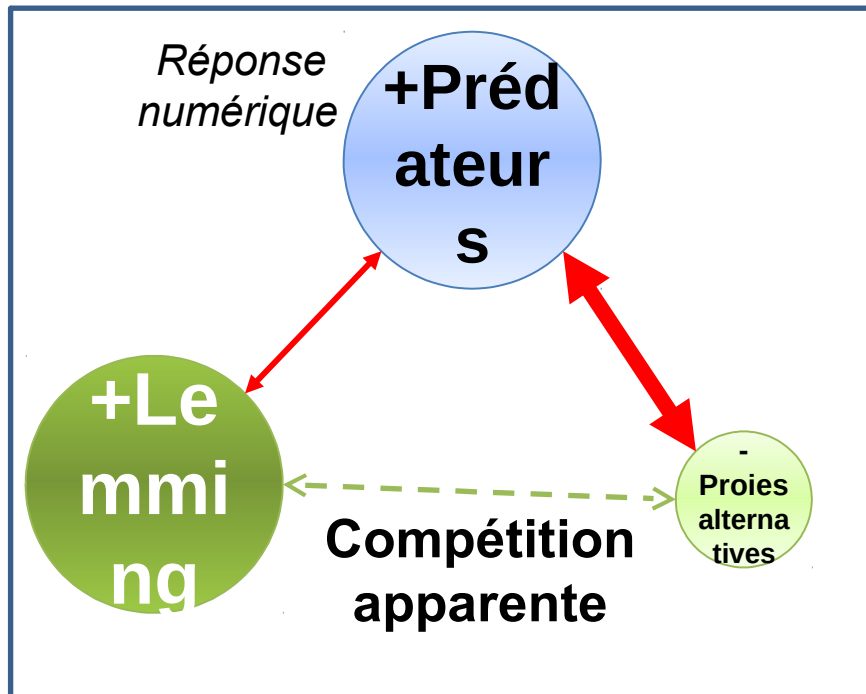 Réponse
numérique
+Préd
ateur
s
+Le
mmi
ng
-
Proies
alterna
tives
Compétition
apparente